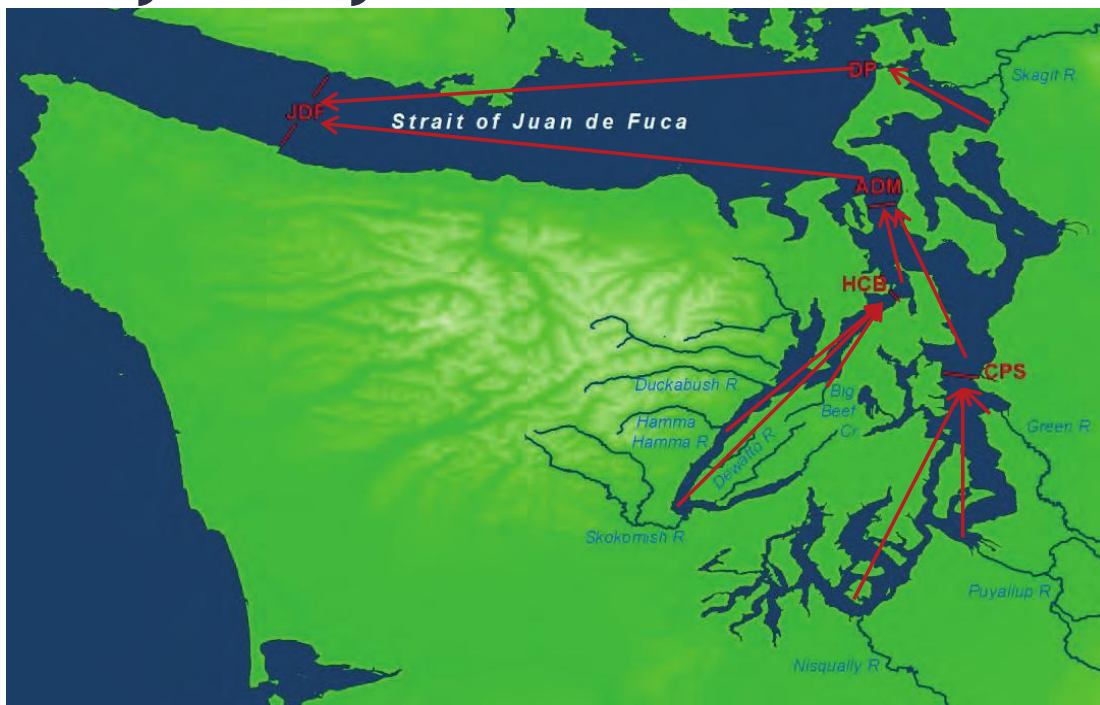 DP
Skagit R.
JDF
Strait of Juan de Fuca
ADM
HCB
CPS
Duckabush R.
Big
Beef
Cr
Hamma
Hamma R.
Dewatto R
Green R.
Skokomish R.
Puyallup R.
Nisqually R.